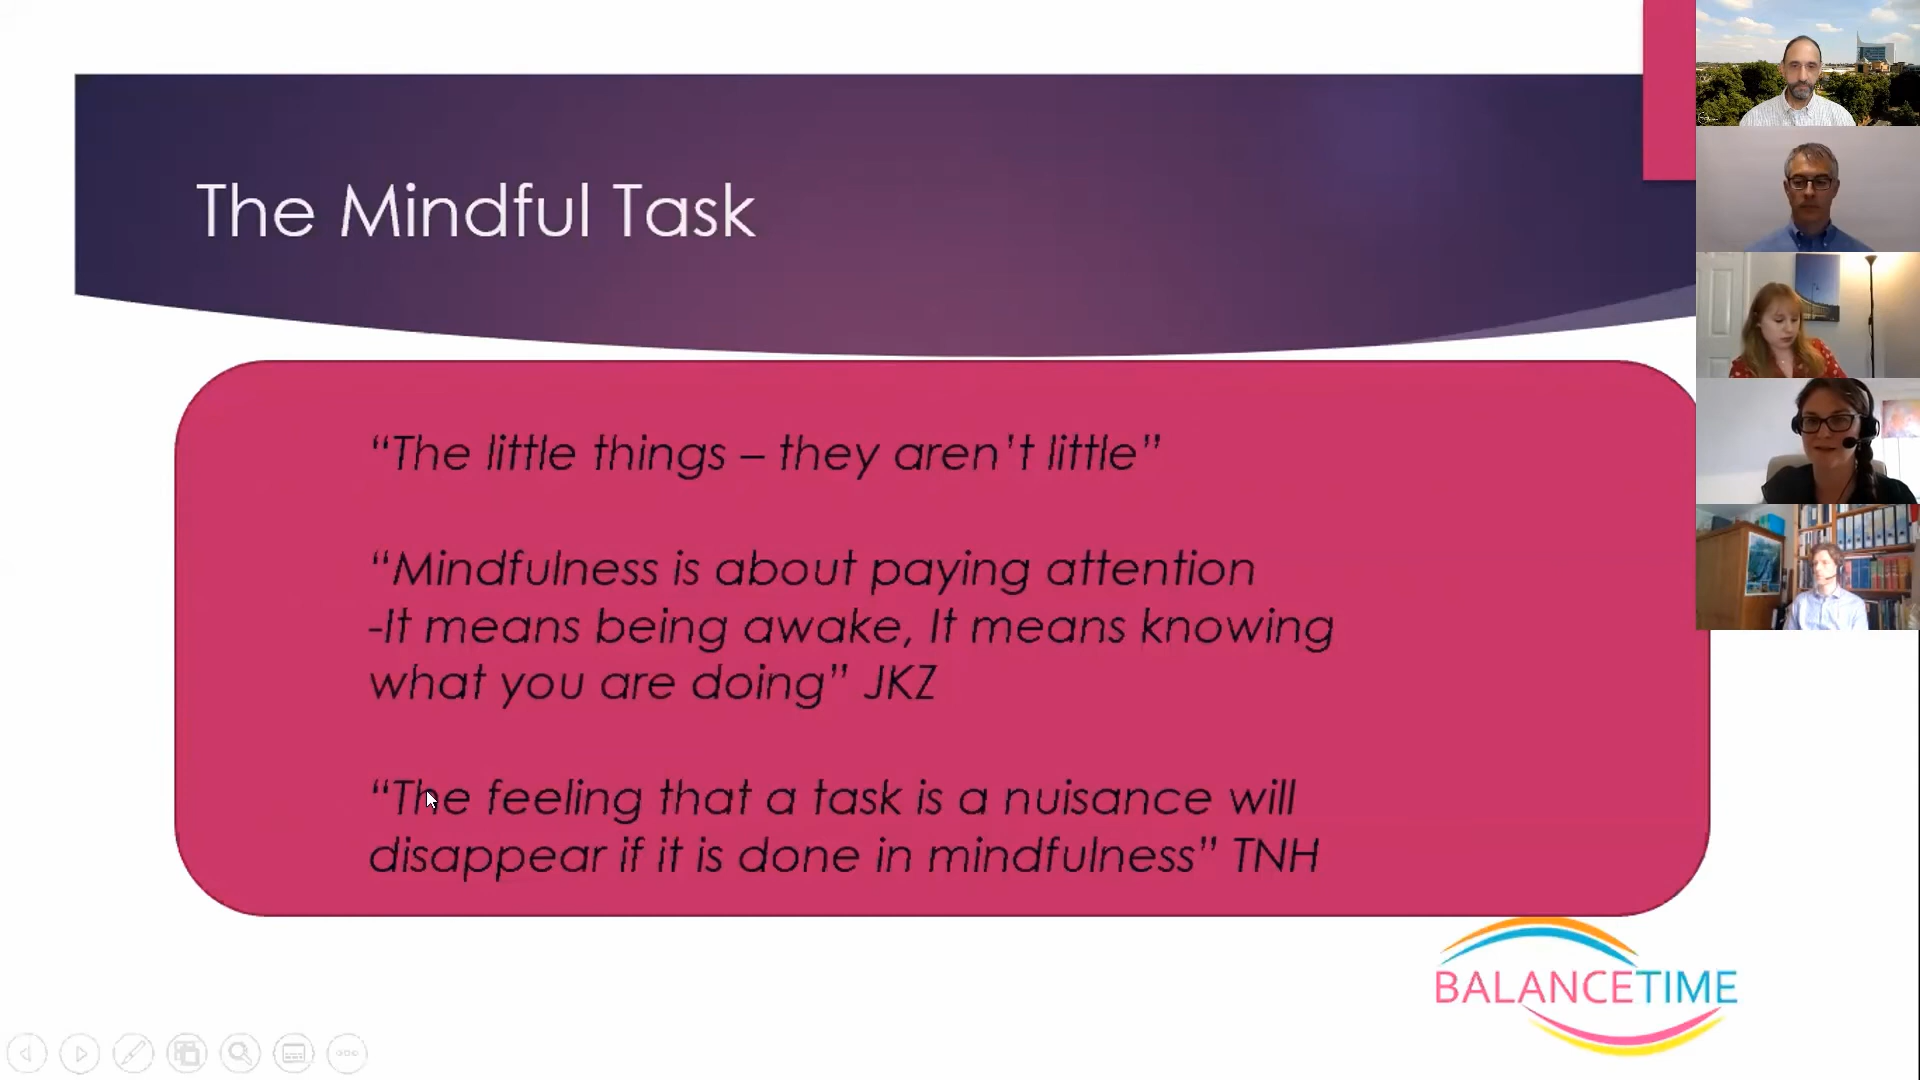 The Mindful Task
“The little things – they aren’t little”
“Mindfulness is about paying attention
-It means being awake, It means knowing
what you are doing” JKZ
“The feeling that a task is a nuisance will
disappear if it is done in mindfulness” TNH
BALANCETIME